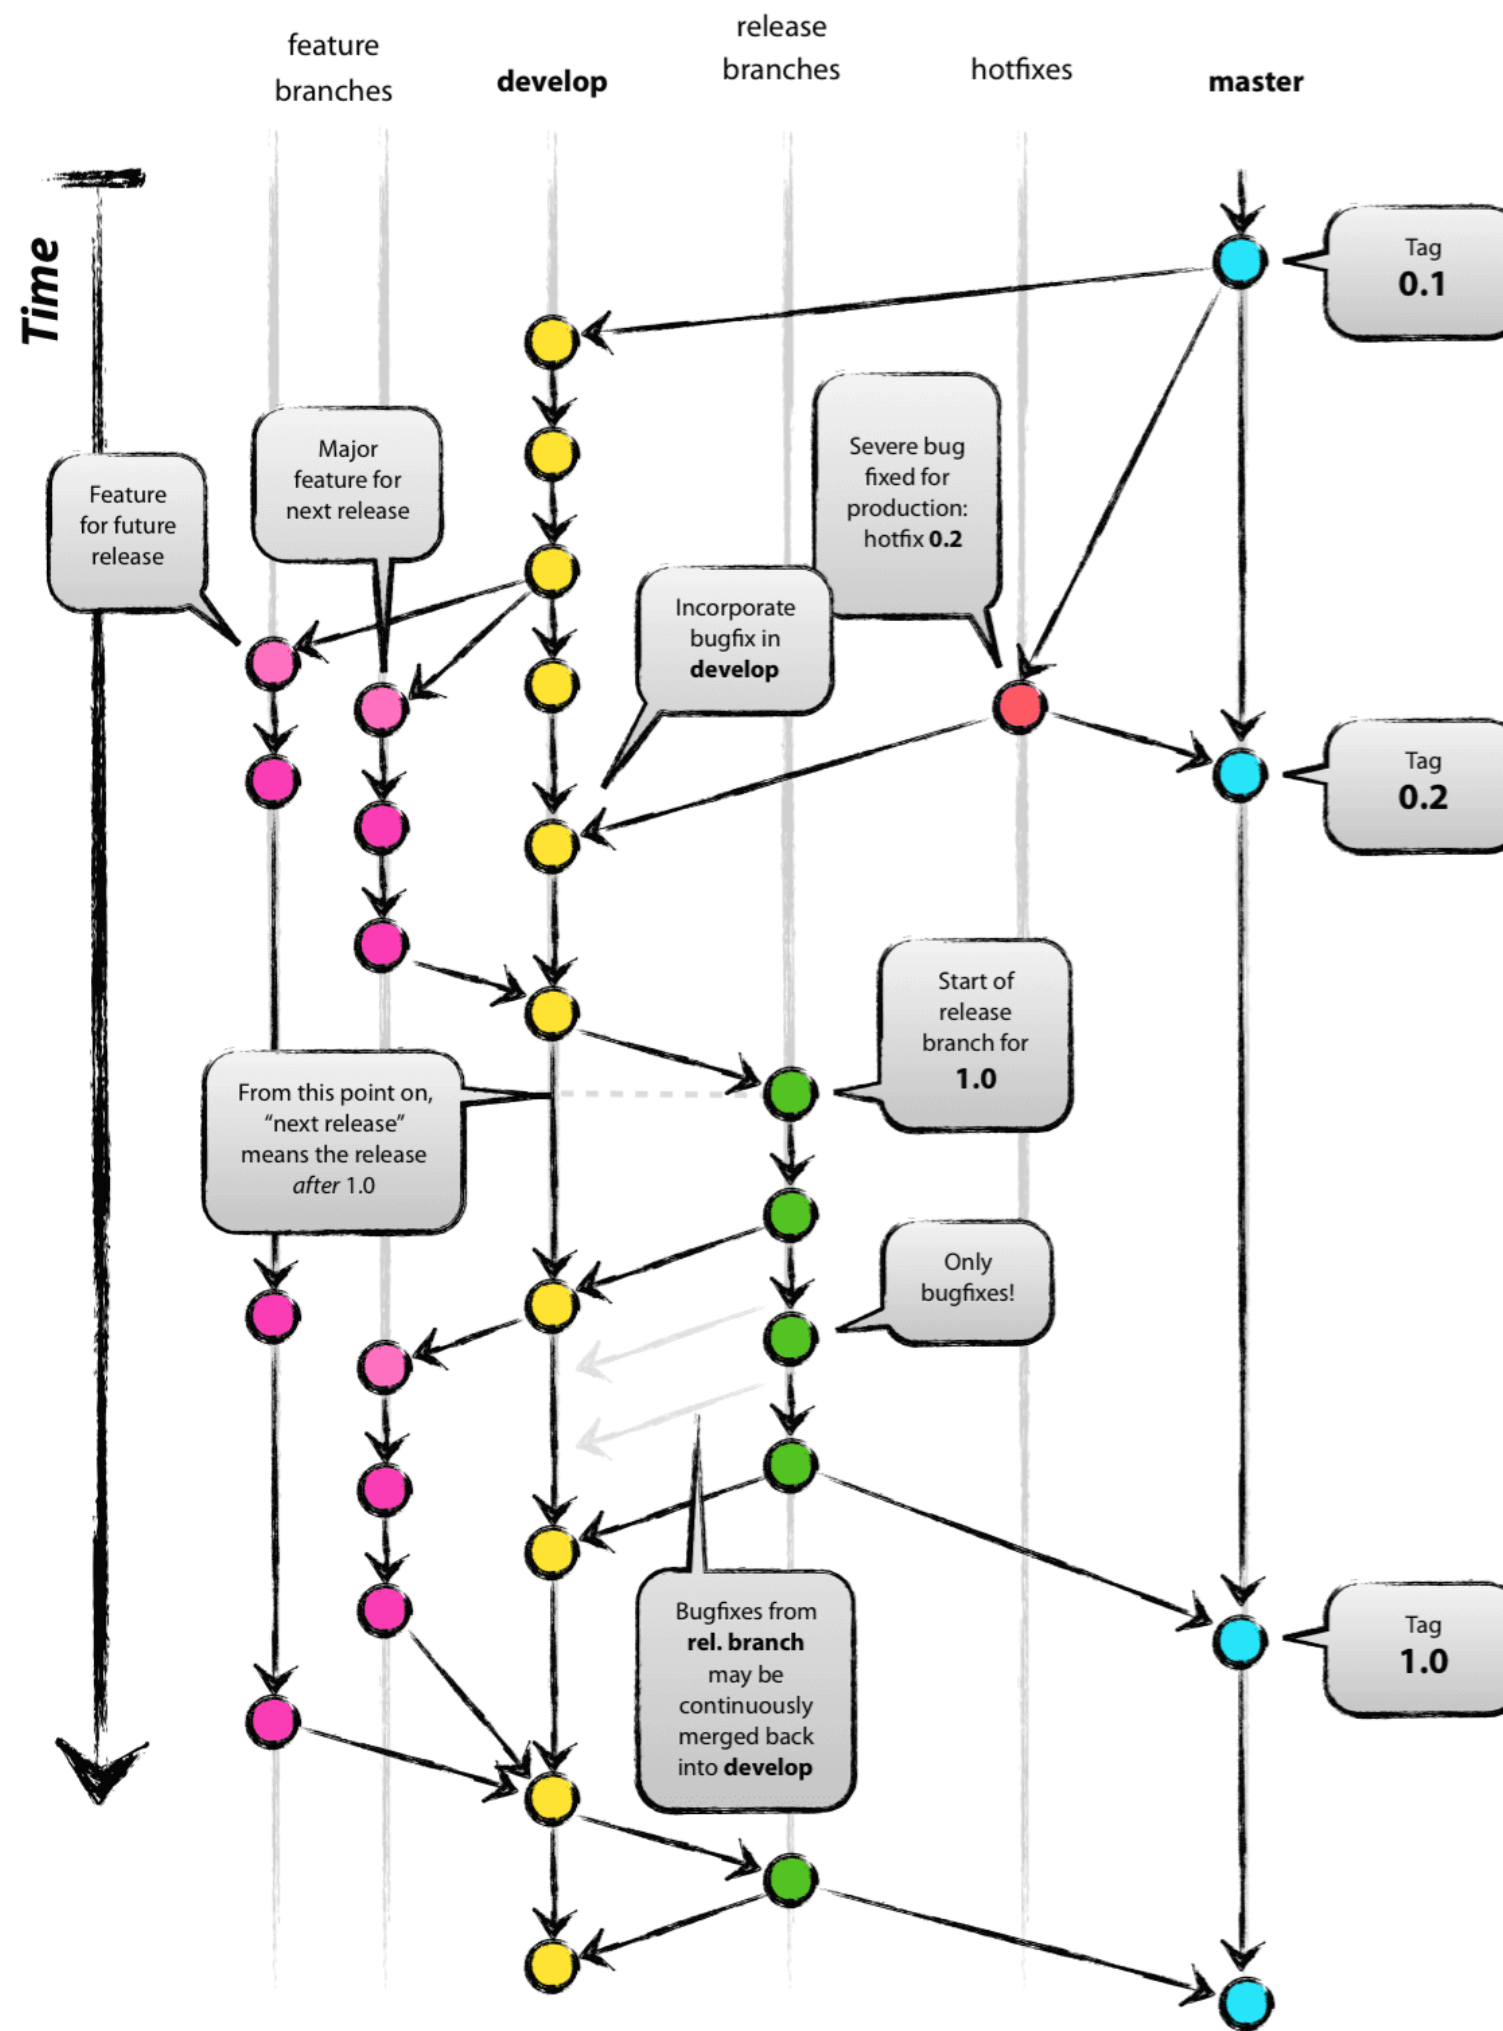 feature
branches
develop
release
branches
hotfixes
master
Time
Tag
0.1
Feature
for future
release
Major
feature for
next release
Severe bug
fixed for
production:
hotfix 0.2
Incorporate
bugfix in
develop
Tag
0.2
Start of
release
branch for
1.0
From this point on,
“next release”
means the release
after 1.0
Only
bugfixes!
Bugfixes from
rel. branch
may be
continuously
merged back
into develop
Tag
1.0